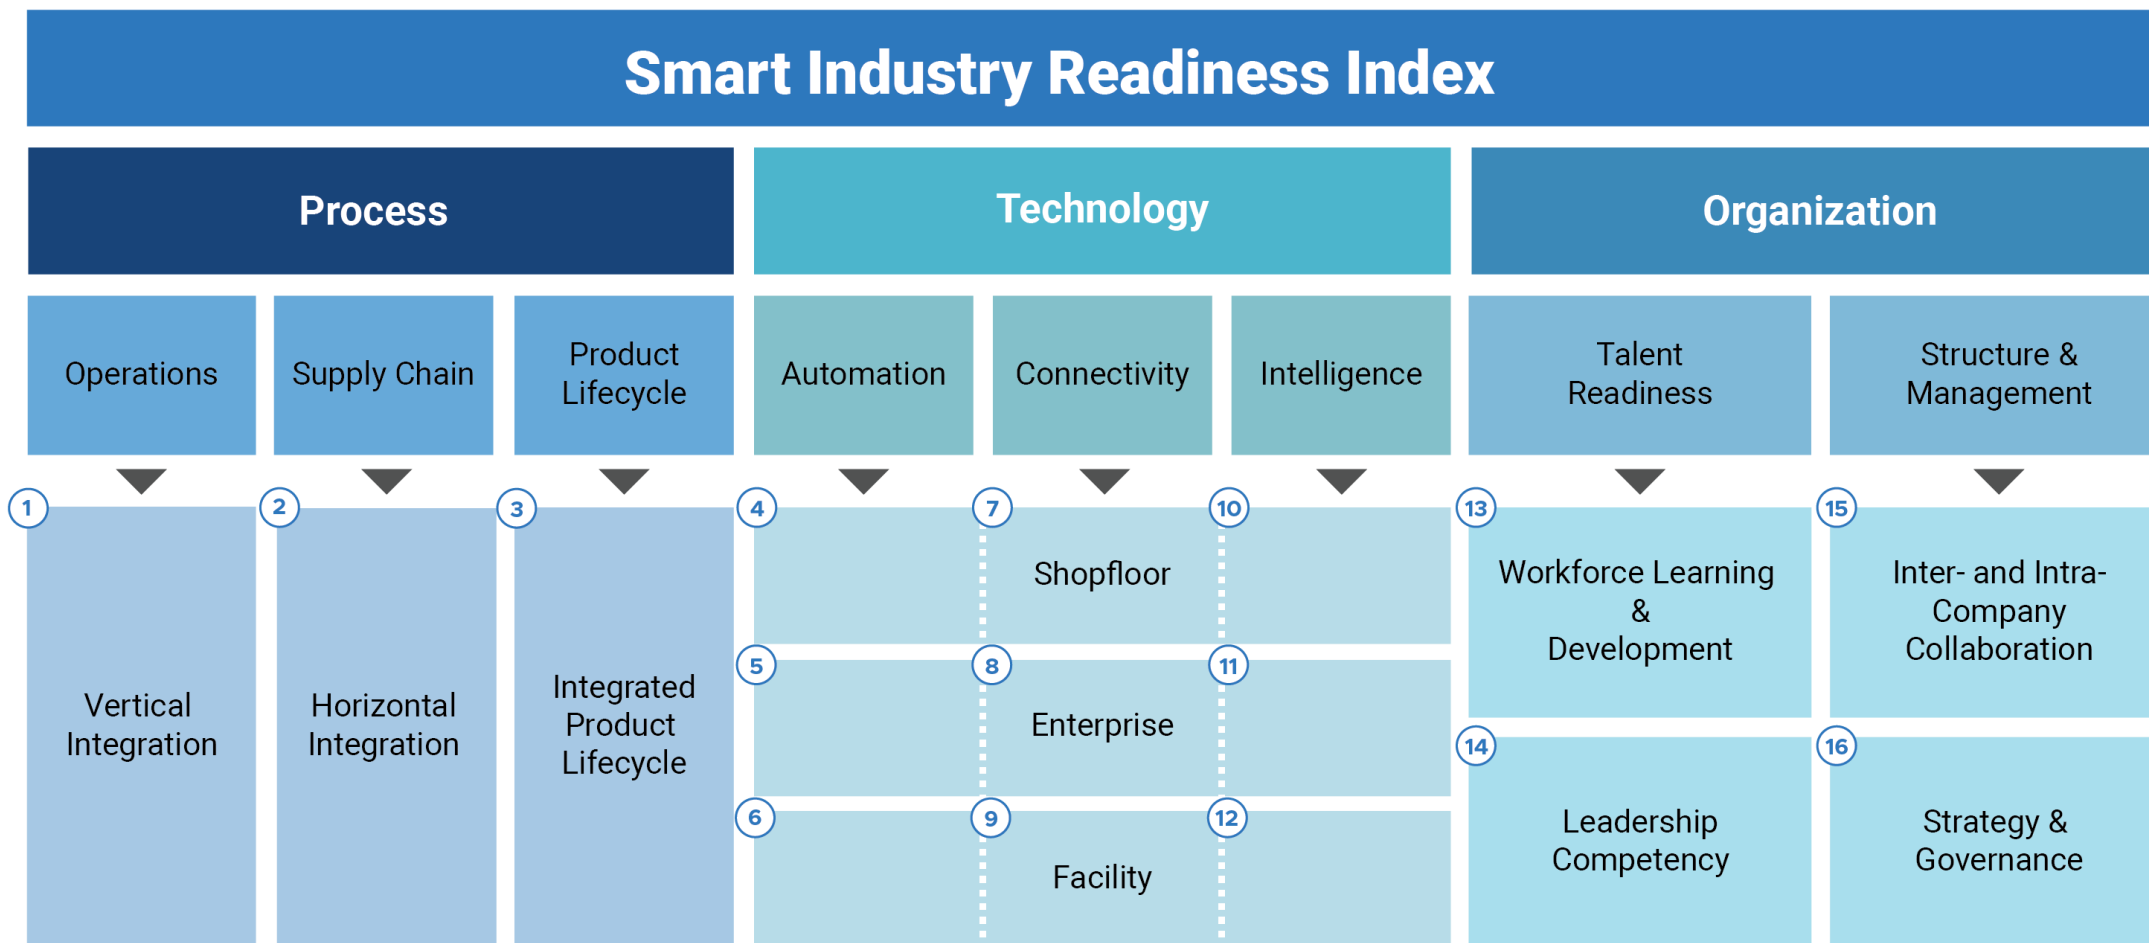 Smart Industry Readiness Index
Process
Technology
Organization
Operations
Supply Chain
Product
Lifecycle
Automation
Connectivity
Intelligence
Talent
Readiness
Structure &
Management
1
Vertical
Integration
2
Horizontal
Integration
3
Integrated
Product
Lifecycle
4
7
10
Shopfloor
5
8
11
Enterprise
6
9
12
Facility
13
Workforce Learning
&
Development
14
Leadership
Competency
15
Inter- and Intra-
Company
Collaboration
16
Strategy &
Governance